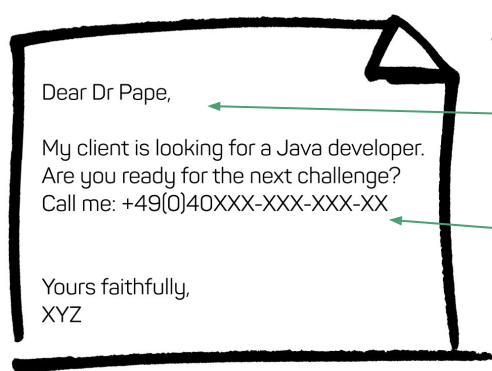 Dear Dr Pape,
My client is looking for a Java developer.
Are you ready for the next challenge?
Call me: +49(0)40XXX-XXX-XXX-XX
Yours faithfully,
XYZ